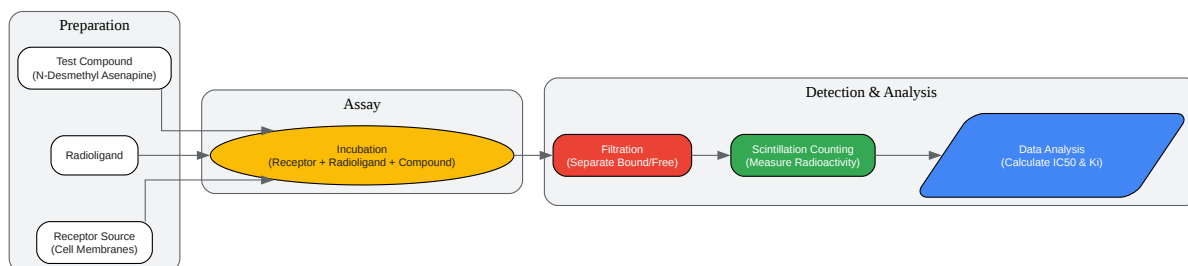 Preparation
Test Compound
(N-Desmethyl Asenapine)
Radioligand
Receptor Source
(Cell Membranes)
Assay
Incubation
(Receptor + Radioligand + Compound)
Detection & Analysis
Filtration
(Separate Bound/Free)
Scintillation Counting
(Measure Radioactivity)
Data Analysis
(Calculate IC50 & Ki)